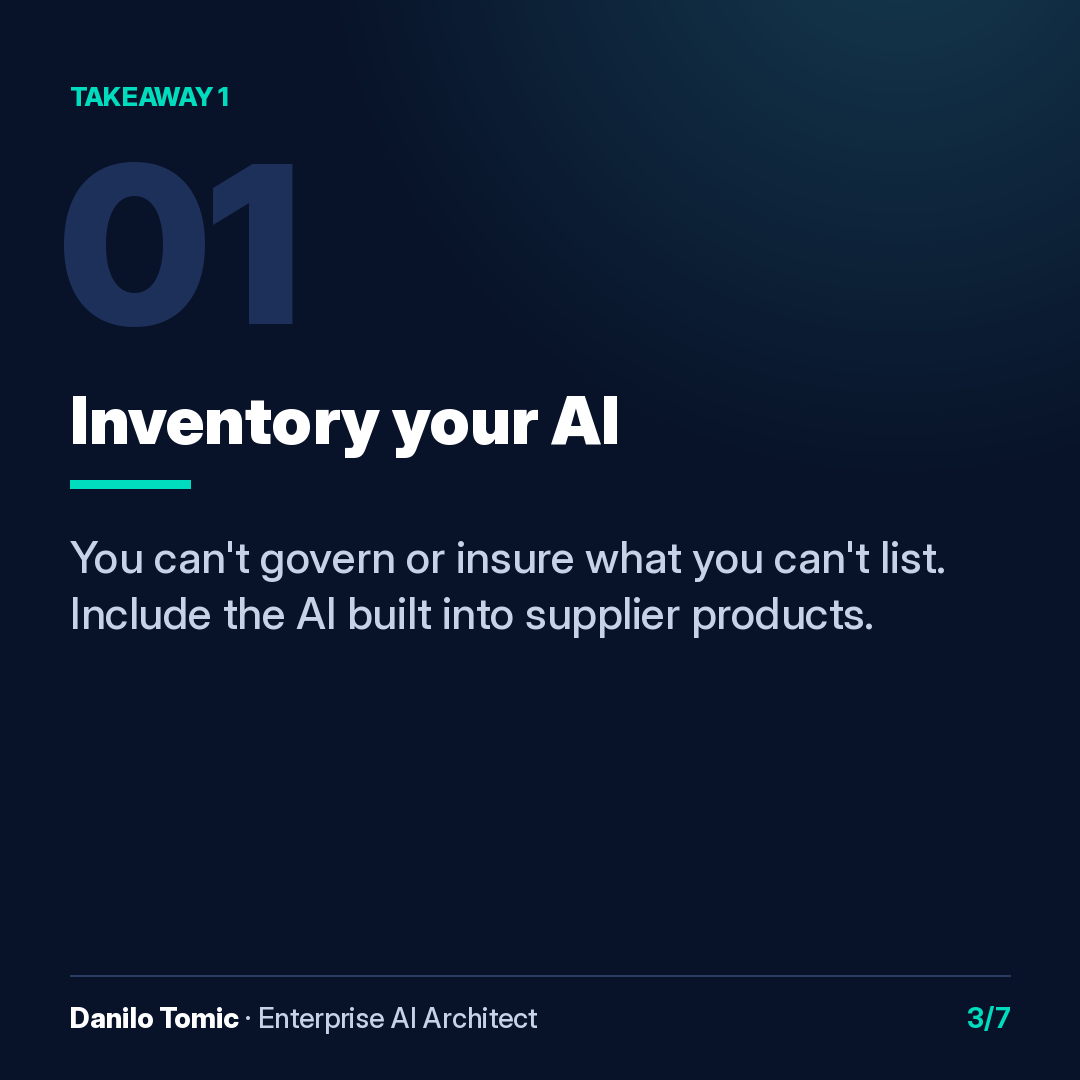 TAKEAWAY 1
01
Inventory your AI
You can't govern or insure what you can't list.
Include the AI built into supplier products.
Danilo Tomic · Enterprise AI Architect
3/7